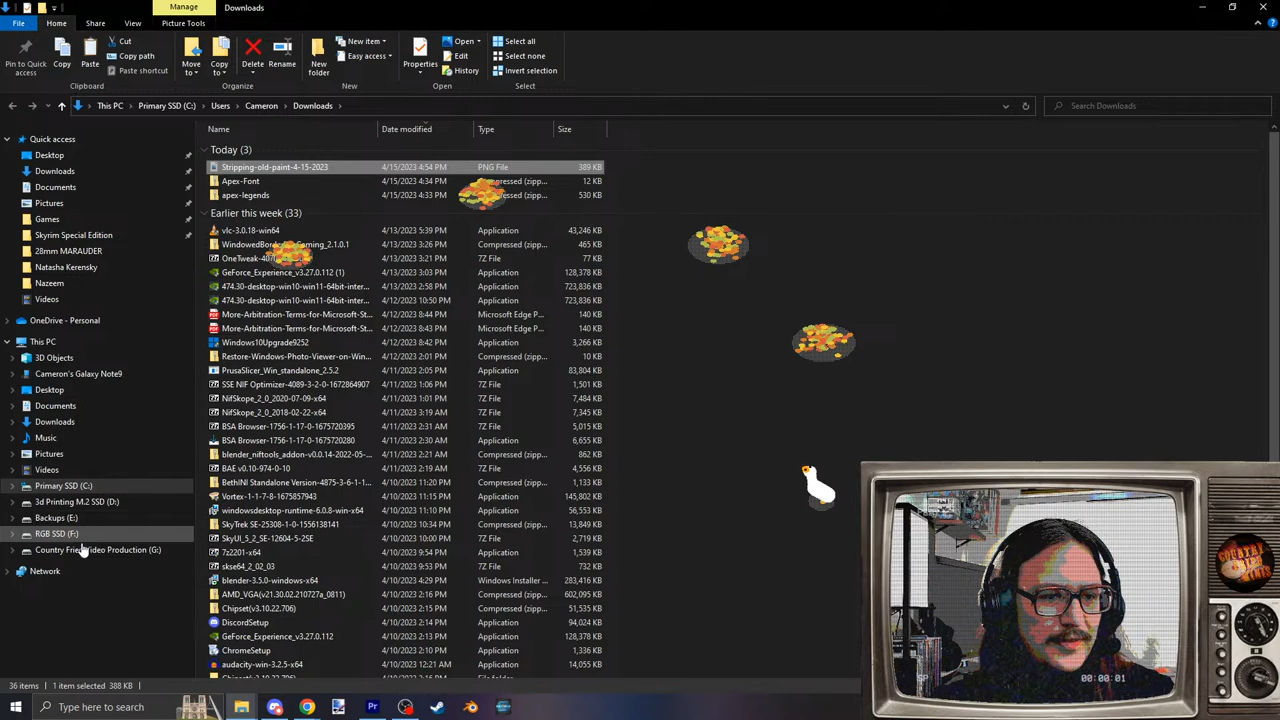 Manage
Downloads
File
Home
Share
View
Picture Tools
Pin to Quick access
Copy
Paste
Cut
Copy path
Paste shortcut
Clipboard
Move to
Copy to
Delete
Rename
Organize
New folder
New item
Easy access
New
Properties
Open
Edit
History
Open
Select all
Select none
Invert selection
Select
This PC
Primary SSD (C:)
Users
Cameron
Downloads
Search Downloads
Quick access
Desktop
Downloads
Documents
Pictures
Games
Skyrim Special Edition
28mm MARAUDER
Natasha Kerensky
Nazeem
Videos
OneDrive - Personal
This PC
3D Objects
Cameron's Galaxy Note9
Desktop
Documents
Downloads
Music
Pictures
Videos
Primary SSD (C:)
3d Printing M.2 SSD (D:)
Backups (E:)
RGB SSD (F:)
Country Fried Video Production (G:)
Network
Name Date modified Type Size
Today (3)
Stripping-old-paint-4-15-2023 4/15/2023 4:54 PM PNG File 389 KB
Apex-Font 4/15/2023 4:34 PM Compressed (zipp... 12 KB
apex-legends 4/15/2023 4:33 PM (zipp... 530 KB
Earlier this week (33)
vlc-3.0.18-win64 4/13/2023 5:39 PM Application 43,246 KB
4/13/2023 3:26 PM Compressed (zipp... 465 KB
4/13/2023 3:21 PM 7Z File 77 KB
GeForce_Experience_v3.27.0.112 (1) 4/13/2023 3:03 PM Application 128,378 KB
474.30-desktop-win10-win11-64bit-inter... 4/13/2023 2:58 PM Application 723,836 KB
474.30-desktop-win10-win11-64bit-inter... 4/12/2023 10:50 PM Application 723,836 KB
More-Arbitration-Terms-for-Microsoft-St... 4/12/2023 8:44 PM Microsoft Edge P... 140 KB
More-Arbitration-Terms-for-Microsoft-St... 4/12/2023 8:43 PM Microsoft Edge P... 140 KB
Windows10Upgrade9252 4/12/2023 8:42 PM Application 3,266 KB
Restore-Windows-Photo-Viewer-on-Win... 4/12/2023 2:01 PM Compressed (zipp... 10 KB
PrusaSlicer_Win_standalone_2.5.2 4/11/2023 2:22 PM Application 83,804 KB
SSE NIF Optimizer-4089-3-2-0-1672864907 4/11/2023 1:06 PM 7Z File 1,501 KB
NifSkope_2_0_2020-07-09-x64 4/11/2023 3:24 AM 7Z File 7,484 KB
NifSkope_2_0_2018-02-22-x64 4/11/2023 3:19 AM 7Z File 7,345 KB
BSA Browser-1756-1-17-0-1675720395 4/11/2023 2:31 AM 7Z File 5,015 KB
BSA Browser-1756-1-17-0-1675720280 4/11/2023 2:30 AM Application 6,655 KB
blender_niftools_addon-v0.0.14-2022-05-... 4/11/2023 2:20 AM Compressed (zipp... 862 KB
BAE v0.10-974-0-10 4/11/2023 2:20 AM 7Z File 4,556 KB
BethINI Standalone Version-4875-3-6-1-... 4/10/2023 11:19 PM Compressed (zipp... 1,133 KB
Vortex-1-1-7-8-1675857943 4/10/2023 11:15 PM Application 145,802 KB
windowsdesktop-runtime-6.0.8-win-x64 4/10/2023 11:15 PM Application 56,250 KB
SkyTrek SE-25308-1-0-1556138141 4/10/2023 10:34 PM Compressed (zipp... 13,849 KB
SkyUI_5_2_SE-12604-5-2SE 4/10/2023 10:03 PM 7Z File 2,719 KB
7z2201-x64 4/10/2023 9:54 PM Application 1,539 KB
skse64_2_02_03 4/10/2023 9:50 PM 7Z File 732 KB
blender-3.5.0-windows-x64 4/10/2023 4:29 PM Windows Installer 283,416 KB
AMD_VGA(v21.30.02_210727a_0811) 4/10/2023 2:16 PM Compressed (zipp... 502,095 KB
Chipset(v3.10.22.706) 4/10/2023 2:15 PM Compressed (zipp... 51,535 KB
DiscordSetup 4/10/2023 2:14 PM Application 94,024 KB
GeForce_Experience_v3.27.0.112 4/10/2023 2:13 PM Application 128,378 KB
ChromeSetup 4/10/2023 2:10 PM Application 1,336 KB
audacity-win-3.2.5-x64 4/10/2023 12:21 AM Application 14,055 KB
36 items 1 item selected 388 KB
Type here to search
COUNTRY FRIED
SP 00:00:01